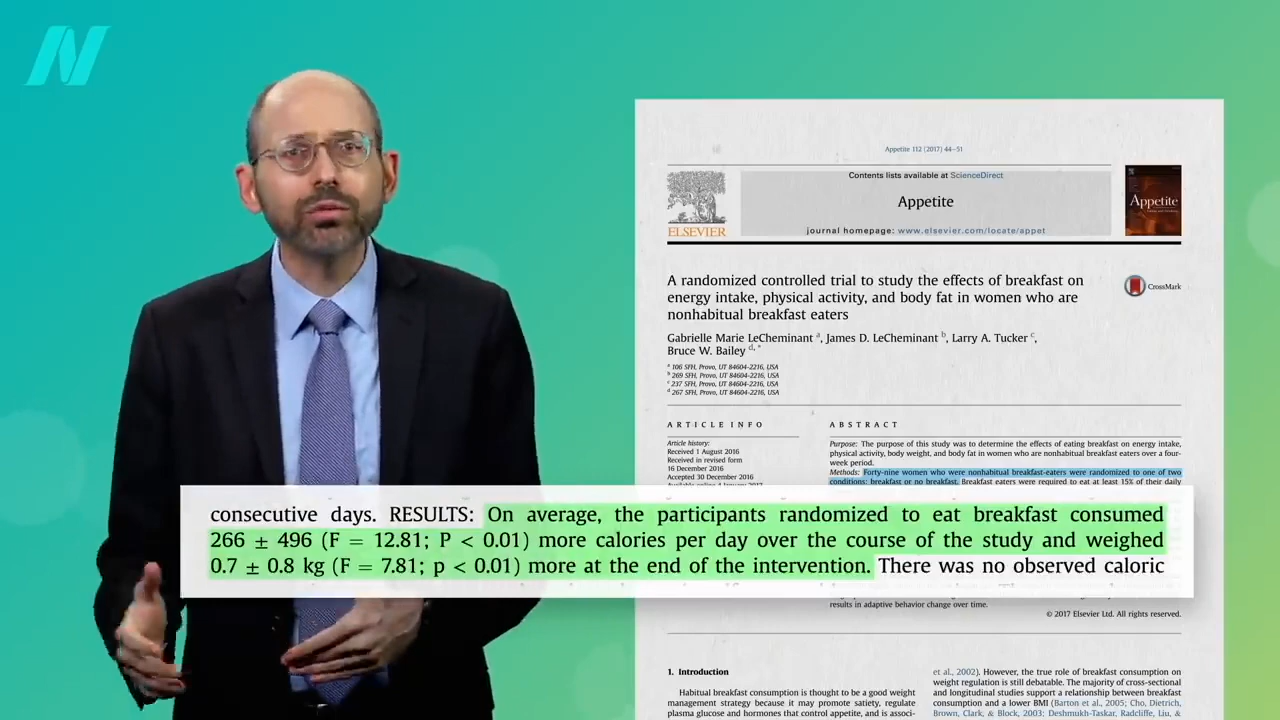 N
Appetite 112 (2017) 44–51
Contents lists available at ScienceDirect
Appetite
journal homepage: www.elsevier.com/locate/appet
ELSEVIER
Appetite
A randomized controlled trial to study the effects of breakfast on
energy intake, physical activity, and body fat in women who are
nonhabitual breakfast eaters
CrossMark
Gabrielle Marie LeCheminant a, James D. LeCheminant b, Larry A. Tucker c,
Bruce W. Bailey d, *
a 106 SFH, Provo, UT 84604-2216, USA
b 269 SFH, Provo, UT 84604-2216, USA
c 237 SFH, Provo, UT 84604-2216, USA
d 267 SFH, Provo, UT 84604-2216, USA
ARTICLE INFO
Article history:
Received 1 August 2016
Received in revised form
16 December 2016
Accepted 30 December 2016
ABSTRACT
Purpose: The purpose of this study was to determine the effects of eating breakfast on energy intake,
physical activity, body weight, and body fat in women who are nonhabitual breakfast eaters over a four-
week period.
Methods: Forty-nine women who were nonhabitual breakfast-eaters were randomized to one of two
conditions: breakfast or no breakfast. Breakfast eaters were required to eat at least 15% of their daily
consecutive days. RESULTS: On average, the participants randomized to eat breakfast consumed
266 ± 496 (F = 12.81; P < 0.01) more calories per day over the course of the study and weighed
0.7 ± 0.8 kg (F = 7.81; p < 0.01) more at the end of the intervention. There was no observed caloric
results in adaptive behavior change over time.
© 2017 Elsevier Ltd. All rights reserved.
1. Introduction
Habitual breakfast consumption is thought to be a good weight
management strategy because it may promote satiety, regulate
plasma glucose and hormones that control appetite, and is associ-
et al., 2002). However, the true role of breakfast consumption on
weight regulation is still debatable. The majority of cross-sectional
and longitudinal studies support a relationship between breakfast
consumption and a lower BMI (Barton et al., 2005; Cho, Dietrich,
Brown, Clark, & Block, 2003; Deshmukh-Taskar, Radcliffe, Liu, &